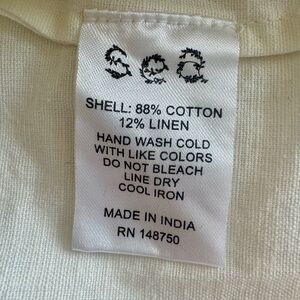 Sea
SHELL: 88% COTTON
12% LINEN
HAND WASH COLD
WITH LIKE COLORS
DO NOT BLEACH
LINE DRY
COOL IRON
MADE IN INDIA
RN 148750